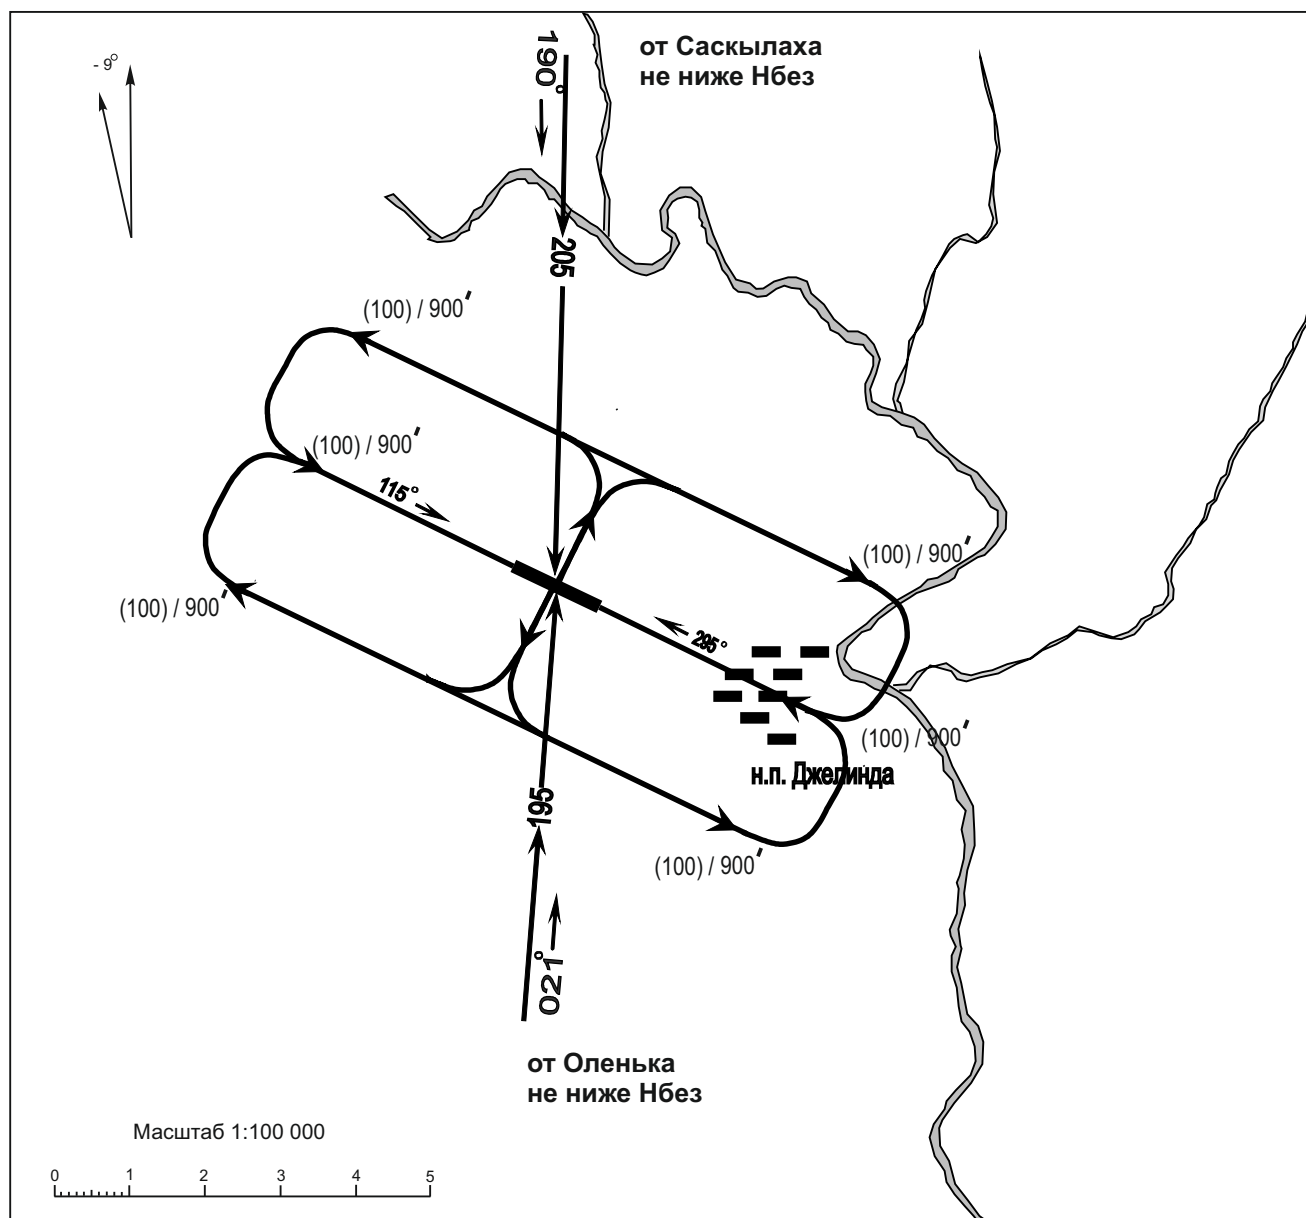 - 9°
190°
от Саскылаха
не ниже Нбез
205
(100) / 900'
(100) / 900'
115°
(100) / 900'
(100) / 900'
295°
(100) / 900'
н.п. Джелинда
195
(100) / 900'
021°
от Оленька
не ниже Нбез
Масштаб 1:100 000
0 1 2 3 4 5